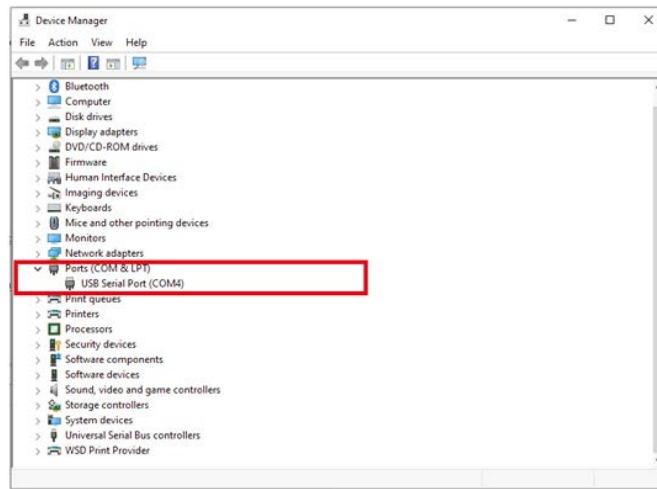 Device Manager
File Action View Help
Bluetooth
Computer
Disk drives
Display adapters
DVD/CD-ROM drives
Firmware
Human Interface Devices
Imaging devices
Keyboards
Mice and other pointing devices
Monitors
Network adapters
Ports (COM & LPT)
USB Serial Port (COM4)
Print queues
Printers
Processors
Security devices
Software components
Software devices
Sound, video and game controllers
Storage controllers
System devices
Universal Serial Bus controllers
WSD Print Provider